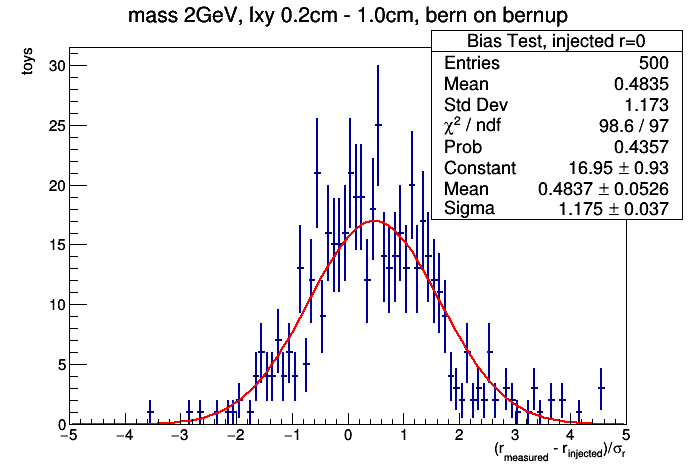 mass 2GeV, lxy 0.2cm - 1.0cm, bern on bernup
Bias Test, injected r=0
Entries 500
Mean 0.4835
Std Dev 1.173
χ² / ndf 98.6 / 97
Prob 0.4357
Constant 16.95 ± 0.93
Mean 0.4837 ± 0.0526
Sigma 1.175 ± 0.037
toys
30
25
20
15
10
5
0
−5 −4 −3 −2 −1 0 1 2 3 4 5
(r_measured - r_injected)/σ_r